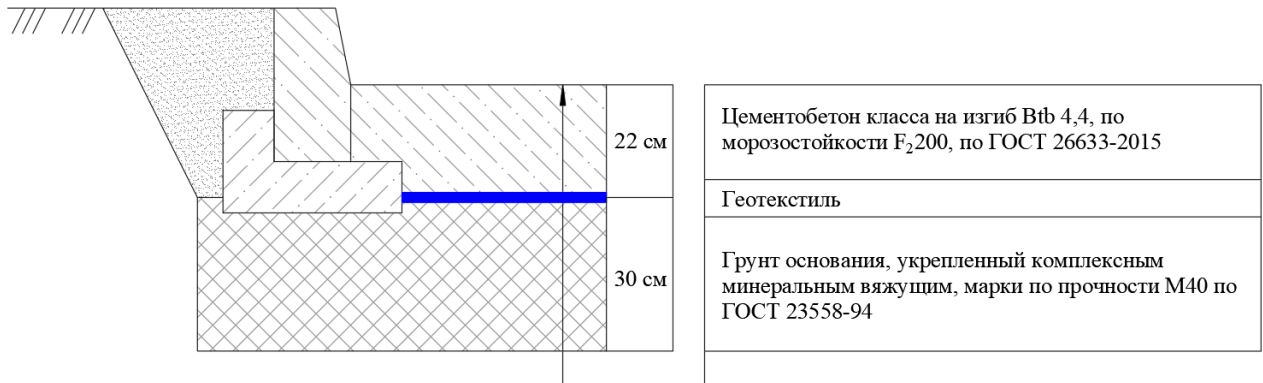 22 см
30 см
Цементобетон класса на изгиб Btb 4,4, по
морозостойкости F₂200, по ГОСТ 26633-2015
Геотекстиль
Грунт основания, укрепленный комплексным
минеральным вяжущим, марки по прочности М40 по
ГОСТ 23558-94